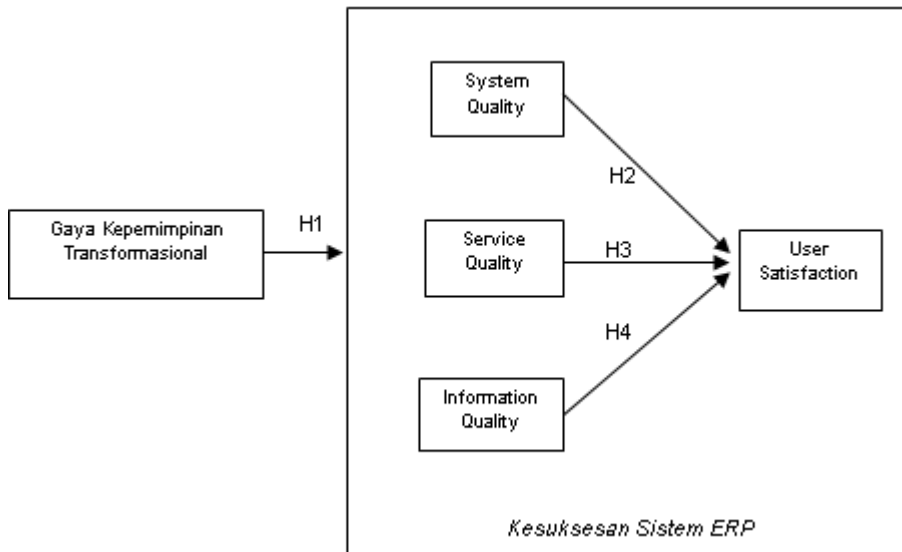 System
Quality
H2
Gaya Kepemimpinan
Transformasional
H1
Service
Quality
H3
User
Satisfaction
H4
Information
Quality
Kesuksesan Sistem ERP